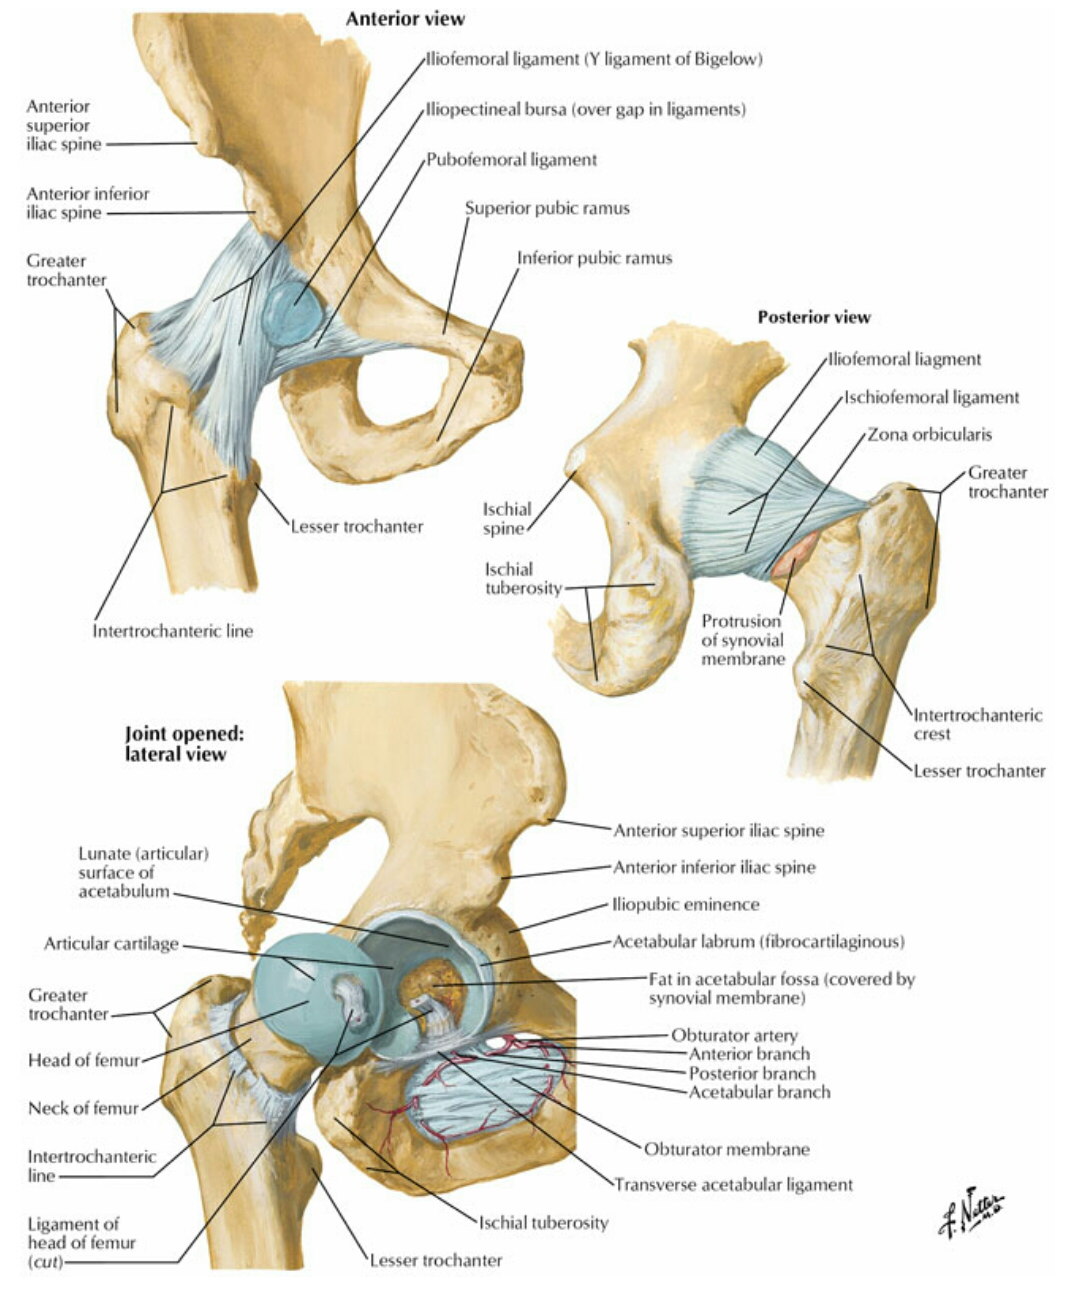 Anterior view
Iliofemoral ligament (Y ligament of Bigelow)
Iliopectineal bursa (over gap in ligaments)
Pubofemoral ligament
Superior pubic ramus
Inferior pubic ramus
Anterior
superior
iliac spine
Anterior inferior
iliac spine
Greater
trochanter
Lesser trochanter
Intertrochanteric line
Posterior view
Iliofemoral liagment
Ischiofemoral ligament
Zona orbicularis
Greater
trochanter
Ischial
spine
Ischial
tuberosity
Protrusion
of synovial
membrane
Intertrochanteric
crest
Lesser trochanter
Joint opened:
lateral view
Lunate (articular)
surface of
acetabulum
Articular cartilage
Greater
trochanter
Head of femur
Neck of femur
Intertrochanteric
line
Ligament of
head of femur
(cut)
Anterior superior iliac spine
Anterior inferior iliac spine
Iliopubic eminence
Acetabular labrum (fibrocartilaginous)
Fat in acetabular fossa (covered by
synovial membrane)
Obturator artery
Anterior branch
Posterior branch
Acetabular branch
Obturator membrane
Transverse acetabular ligament
Ischial tuberosity
Lesser trochanter
F. Netter
M.D.